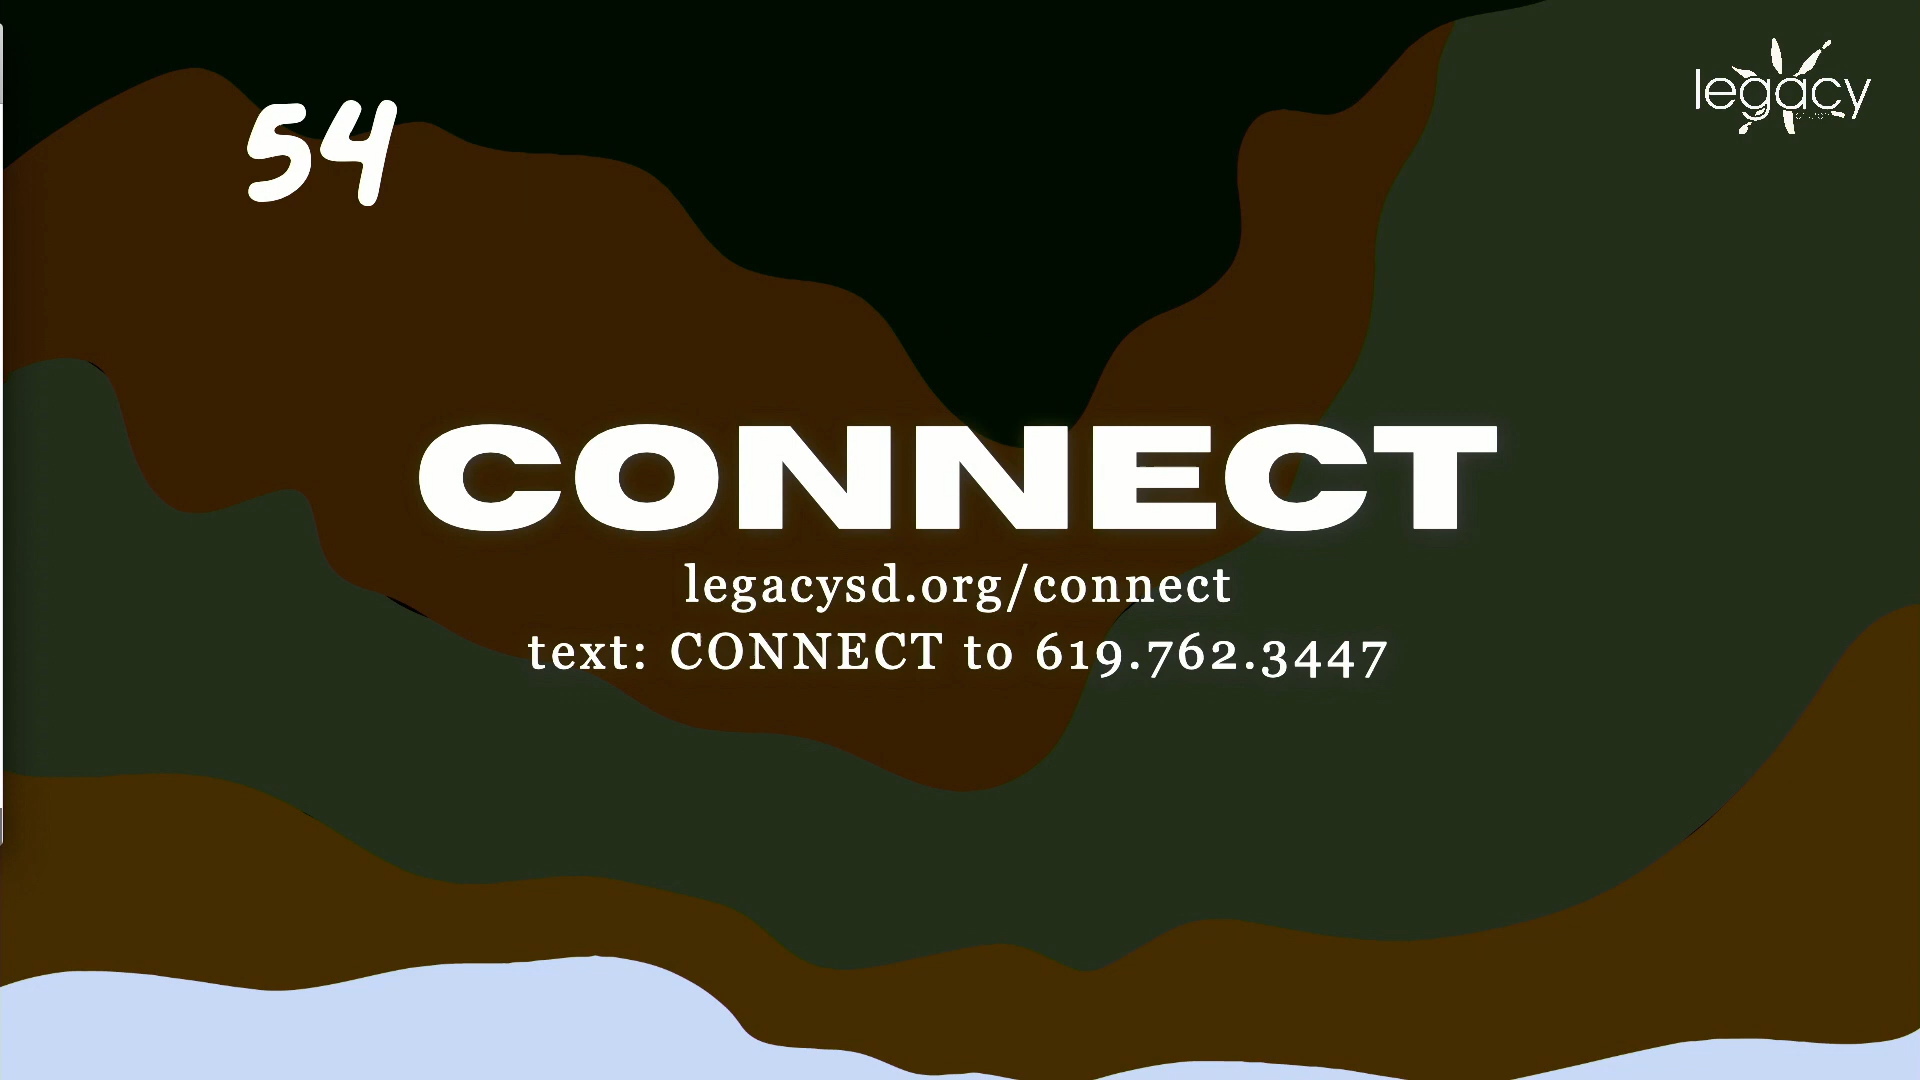 54
legacy
CONNECT
legacysd.org/connect
text: CONNECT to 619.762.3447